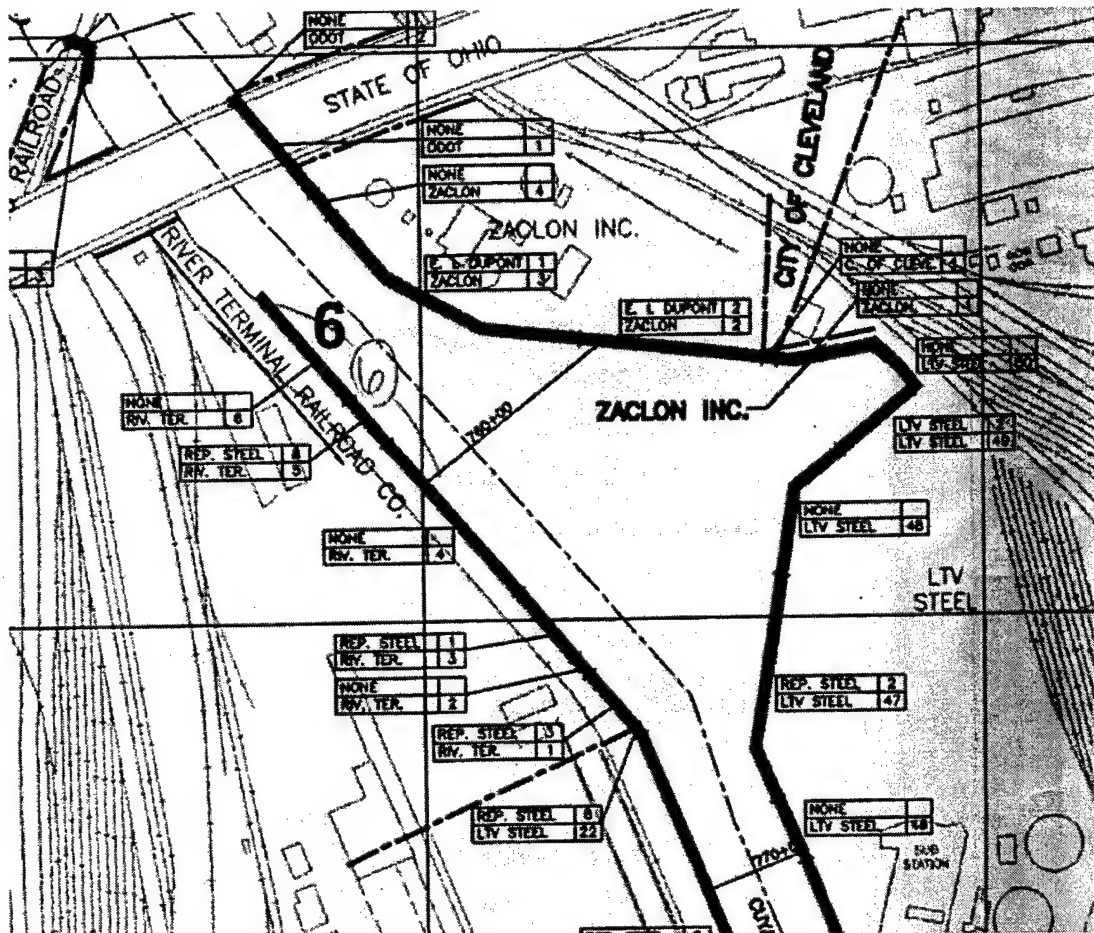 NONE
ODOT 2
STATE OF OHIO
RAILROAD
CITY OF CLEVELAND
NONE
ODOT 1
NONE
ZACLON 4
ZACLON INC.
E. I. DUPONT 1
ZACLON 3
NONE
C. OF CLEVE
NONE
ZACLON
RIVER TERMINAL RAILROAD CO.
6
6
E. I. DUPONT 2
ZACLON 2
NONE
ZACLON INC.
NONE
RIV. TER. 6
780+00
LTV STEEL
LTV STEEL 49
REP. STEEL
RIV. TER. 5
NONE
LTV STEEL 48
NONE
RIV. TER. 4
LTV
STEEL
REP. STEEL 1
RIV. TER. 3
NONE
RIV. TER. 2
REP. STEEL 2
LTV STEEL 47
REP. STEEL 3
RIV. TER. 1
REP. STEEL
LTV STEEL 22
NONE
LTV STEEL
SUB
STATION